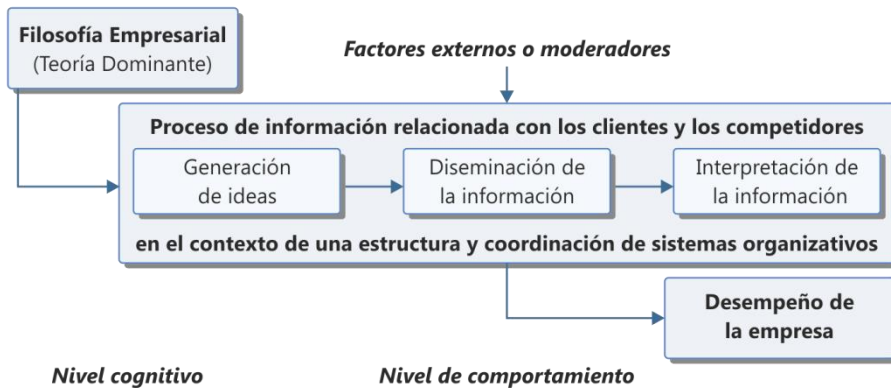 Filosofía Empresarial
(Teoría Dominante)
Factores externos o moderadores
Proceso de información relacionada con los clientes y los competidores
Generación
de ideas
Diseminación de
la información
Interpretación de
la información
en el contexto de una estructura y coordinación de sistemas organizativos
Desempeño de
la empresa
Nivel cognitivo
Nivel de comportamiento